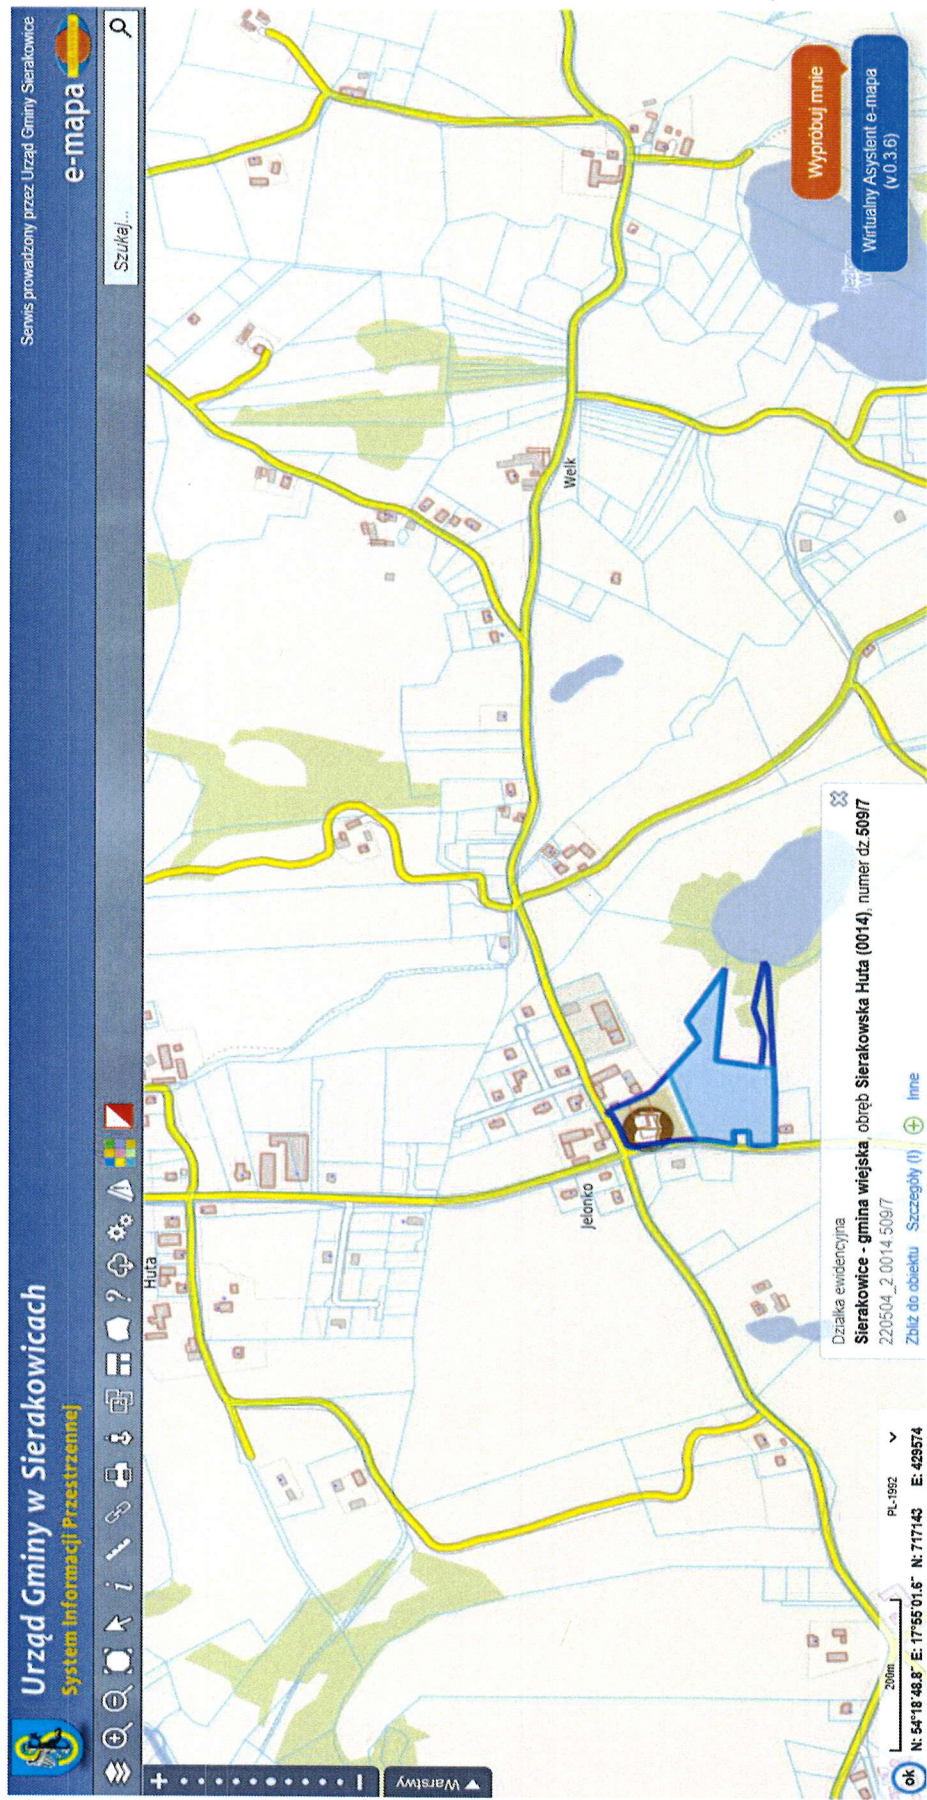 Urząd Gminy w Sierakowicach
System Informacji Przestrzennej
Serwis prowadzony przez Urząd Gminy Sierakowice
e-mapa
Szukaj...
Warstwy
Huta
Jelonko
Welk
Działka ewidencyjna
Sierakowice - gmina wiejska, obręb Sierakowska Huta (0014), numer dz.509/7
220504_2.0014.509/7
Zbliż do obiektu Szczegóły (I) Inne
Wypróbuj mnie
Wirtualny Asystent e-mapa
(v.0.3.6)
200m
PL-1992
ok
N: 54°18'48.8" E: 17°55'01.6" N: 717143 E: 429574